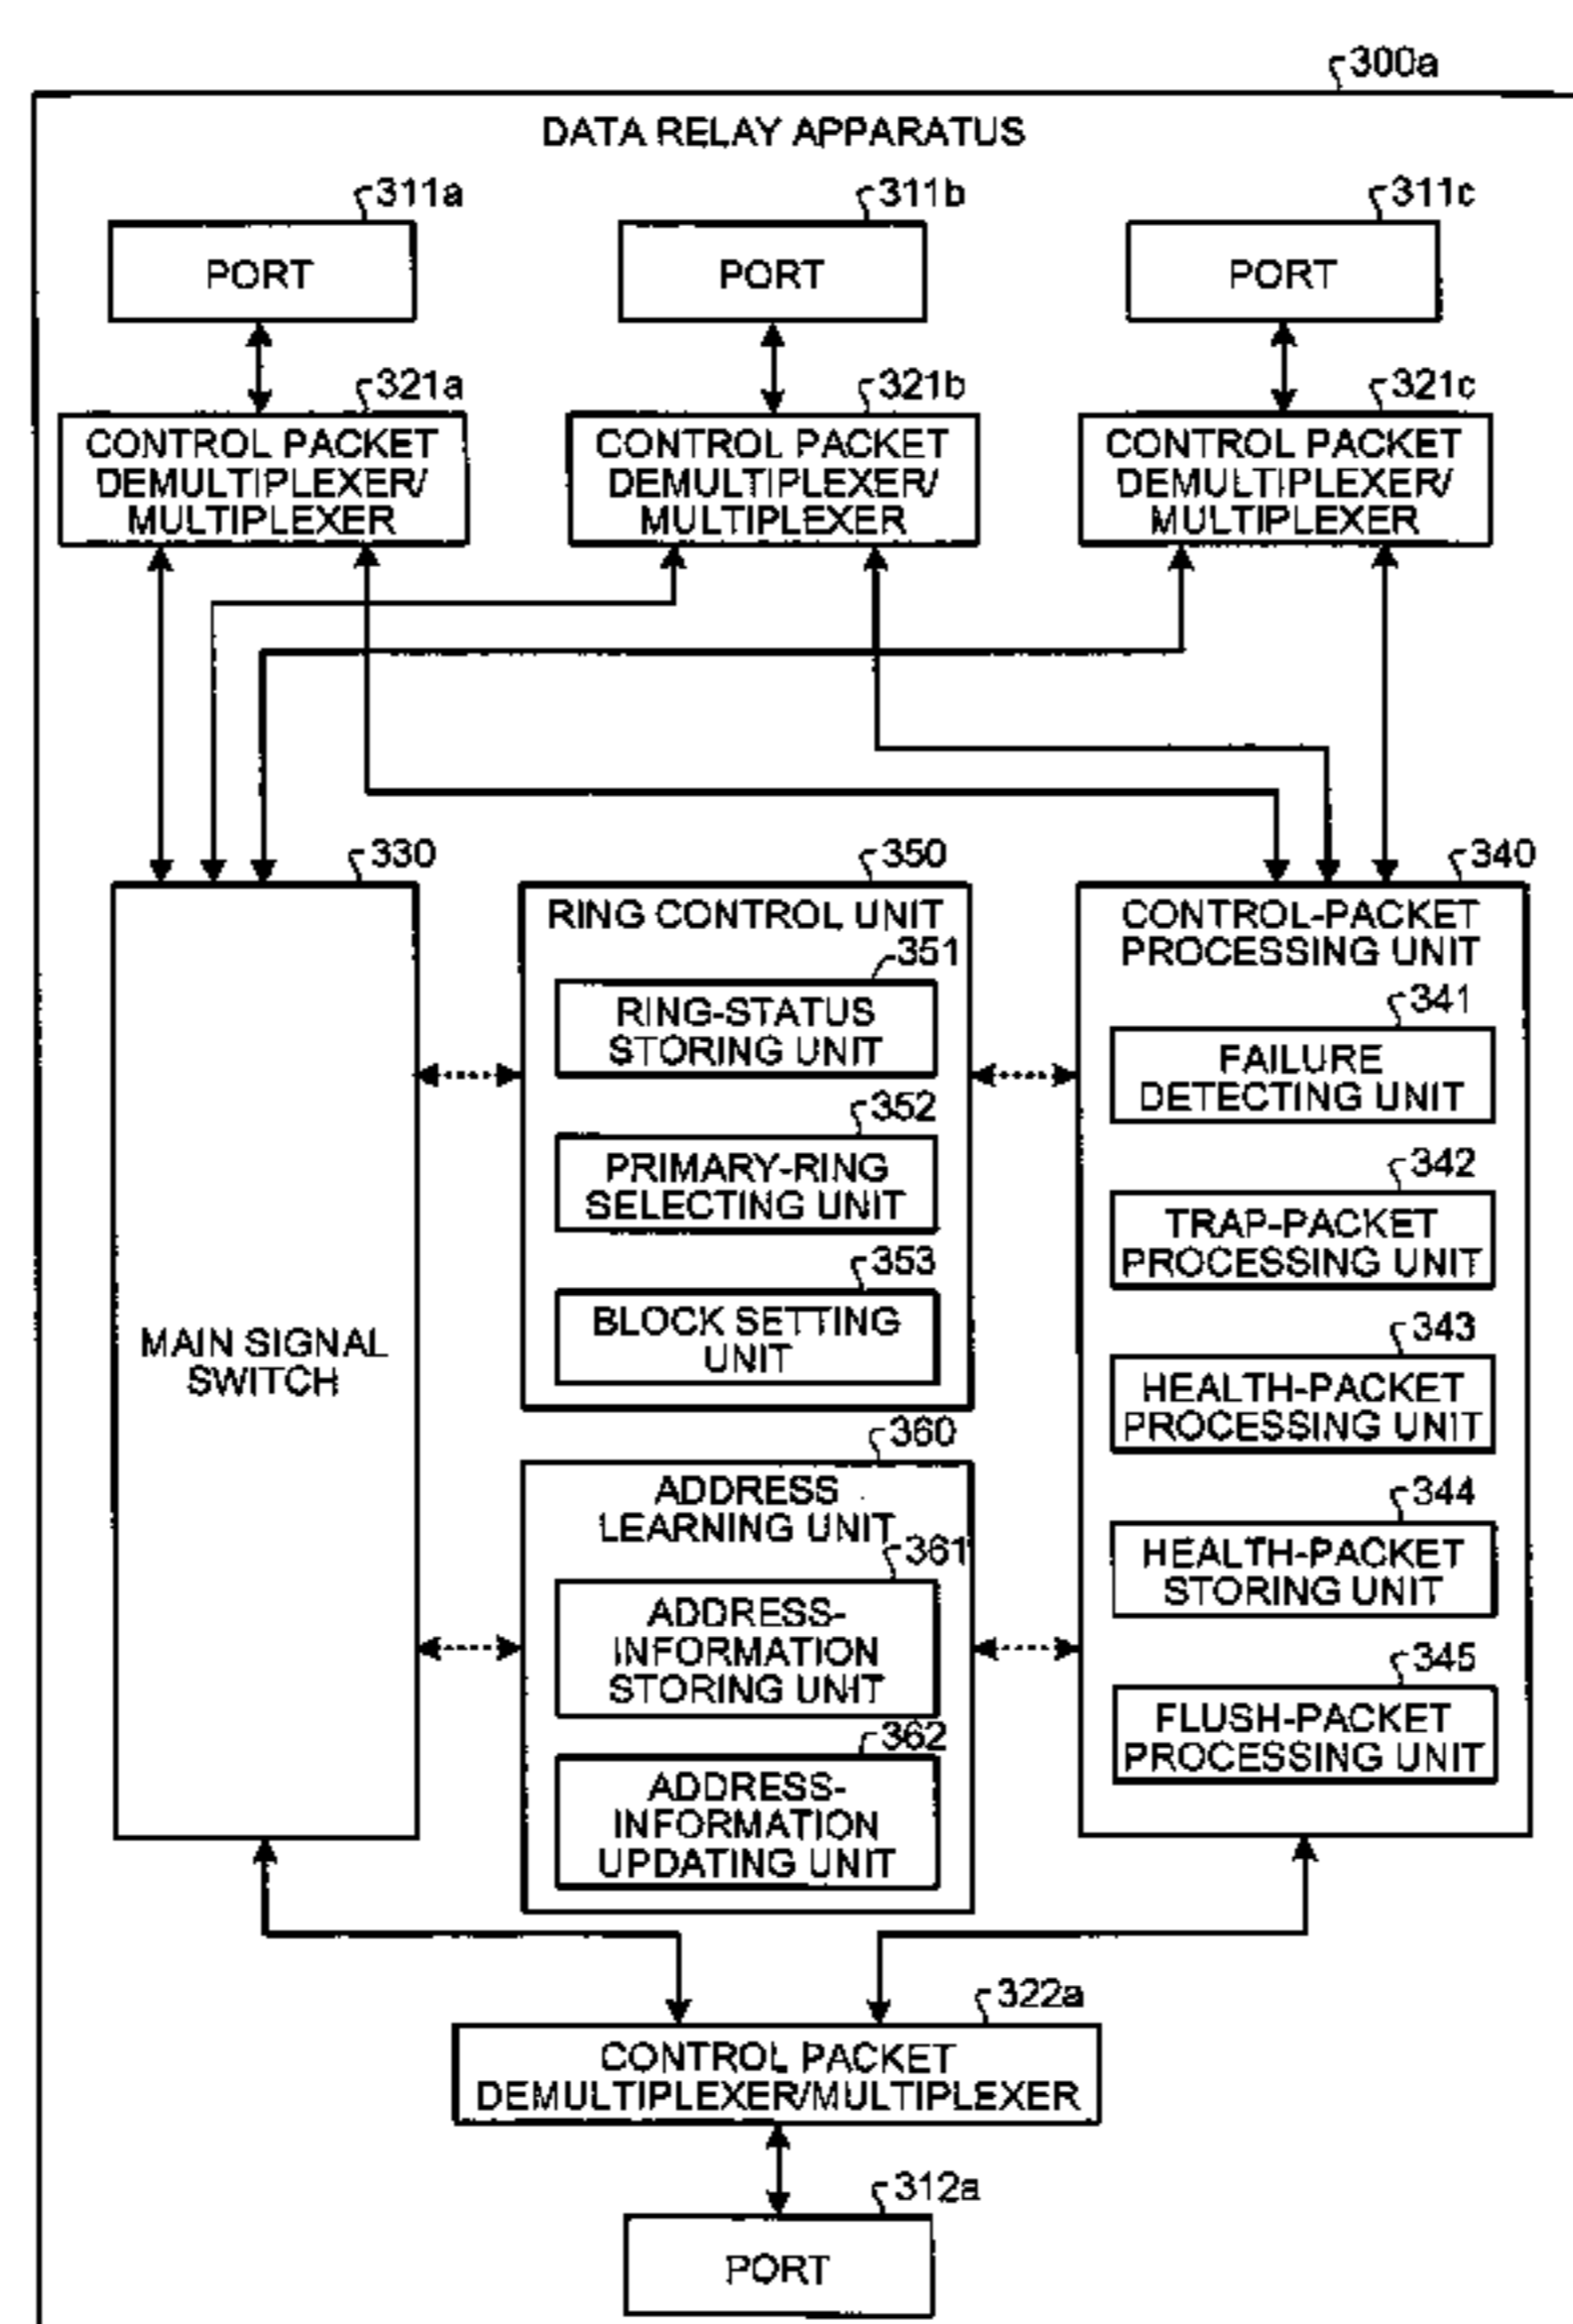 300a
DATA RELAY APPARATUS
311a
311b
311c
PORT
PORT
PORT
321a
321b
321c
CONTROL PACKET
DEMULTIPLEXER/
MULTIPLEXER
CONTROL PACKET
DEMULTIPLEXER/
MULTIPLEXER
CONTROL PACKET
DEMULTIPLEXER/
MULTIPLEXER
330
MAIN SIGNAL
SWITCH
350
RING CONTROL UNIT
351
RING-STATUS
STORING UNIT
352
PRIMARY-RING
SELECTING UNIT
353
BLOCK SETTING
UNIT
360
ADDRESS
LEARNING UNIT
361
ADDRESS-
INFORMATION
STORING UNIT
362
ADDRESS-
INFORMATION
UPDATING UNIT
340
CONTROL-PACKET
PROCESSING UNIT
341
FAILURE
DETECTING UNIT
342
TRAP-PACKET
PROCESSING UNIT
343
HEALTH-PACKET
PROCESSING UNIT
344
HEALTH-PACKET
STORING UNIT
345
FLUSH-PACKET
PROCESSING UNIT
322a
CONTROL PACKET
DEMULTIPLEXER/MULTIPLEXER
312a
PORT